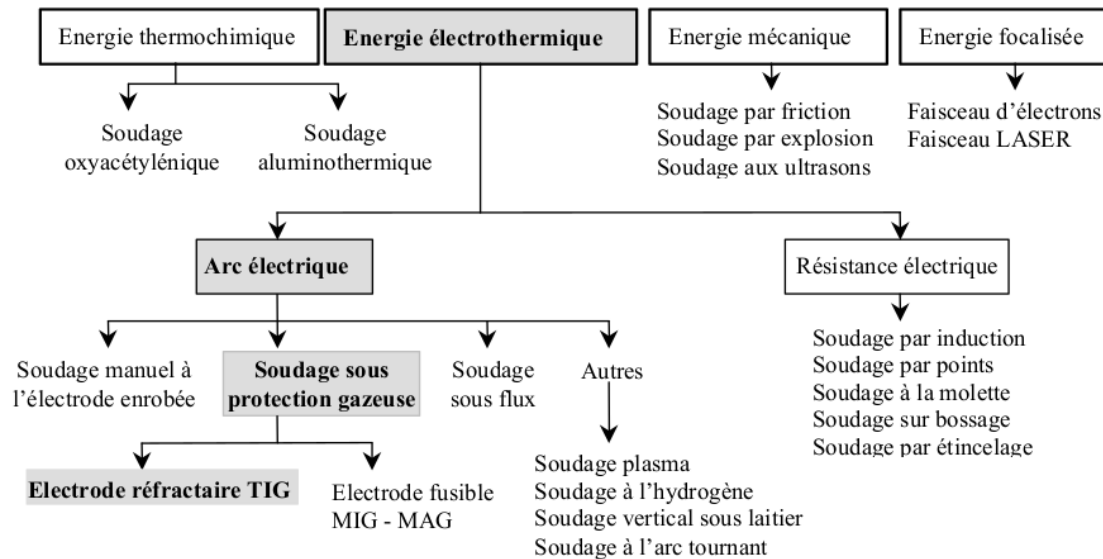 Energie thermochimique
Energie électrothermique
Energie mécanique
Energie focalisée
Soudage
oxyacétylénique
Soudage
aluminothermique
Soudage par friction
Soudage par explosion
Soudage aux ultrasons
Faisceau d’électrons
Faisceau LASER
Arc électrique
Résistance électrique
Soudage manuel à
l’électrode enrobée
Soudage sous
protection gazeuse
Soudage
sous flux
Autres
Soudage par induction
Soudage par points
Soudage à la molette
Soudage sur bossage
Soudage par étincelage
Electrode réfractaire TIG
Electrode fusible
MIG - MAG
Soudage plasma
Soudage à l’hydrogène
Soudage vertical sous laitier
Soudage à l’arc tournant